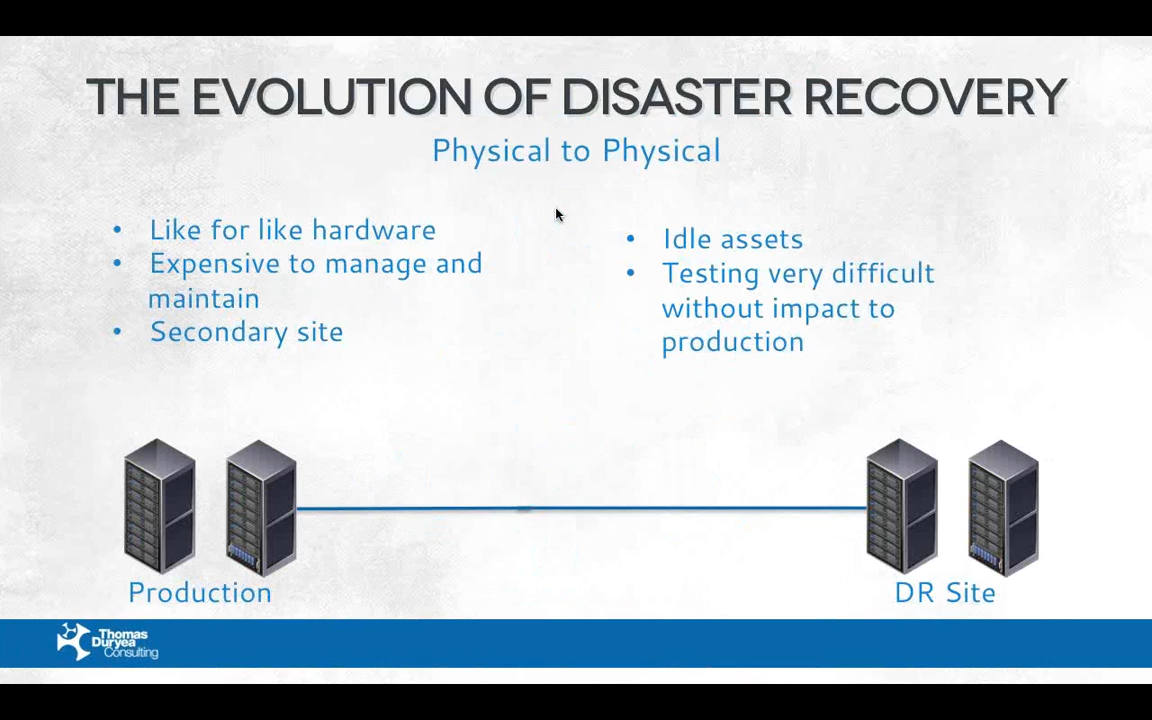 THE EVOLUTION OF DISASTER RECOVERY
Physical to Physical
• Like for like hardware
• Expensive to manage and
maintain
• Secondary site
• Idle assets
• Testing very difficult
without impact to
production
Production
DR Site
Thomas
Duryea
Consulting